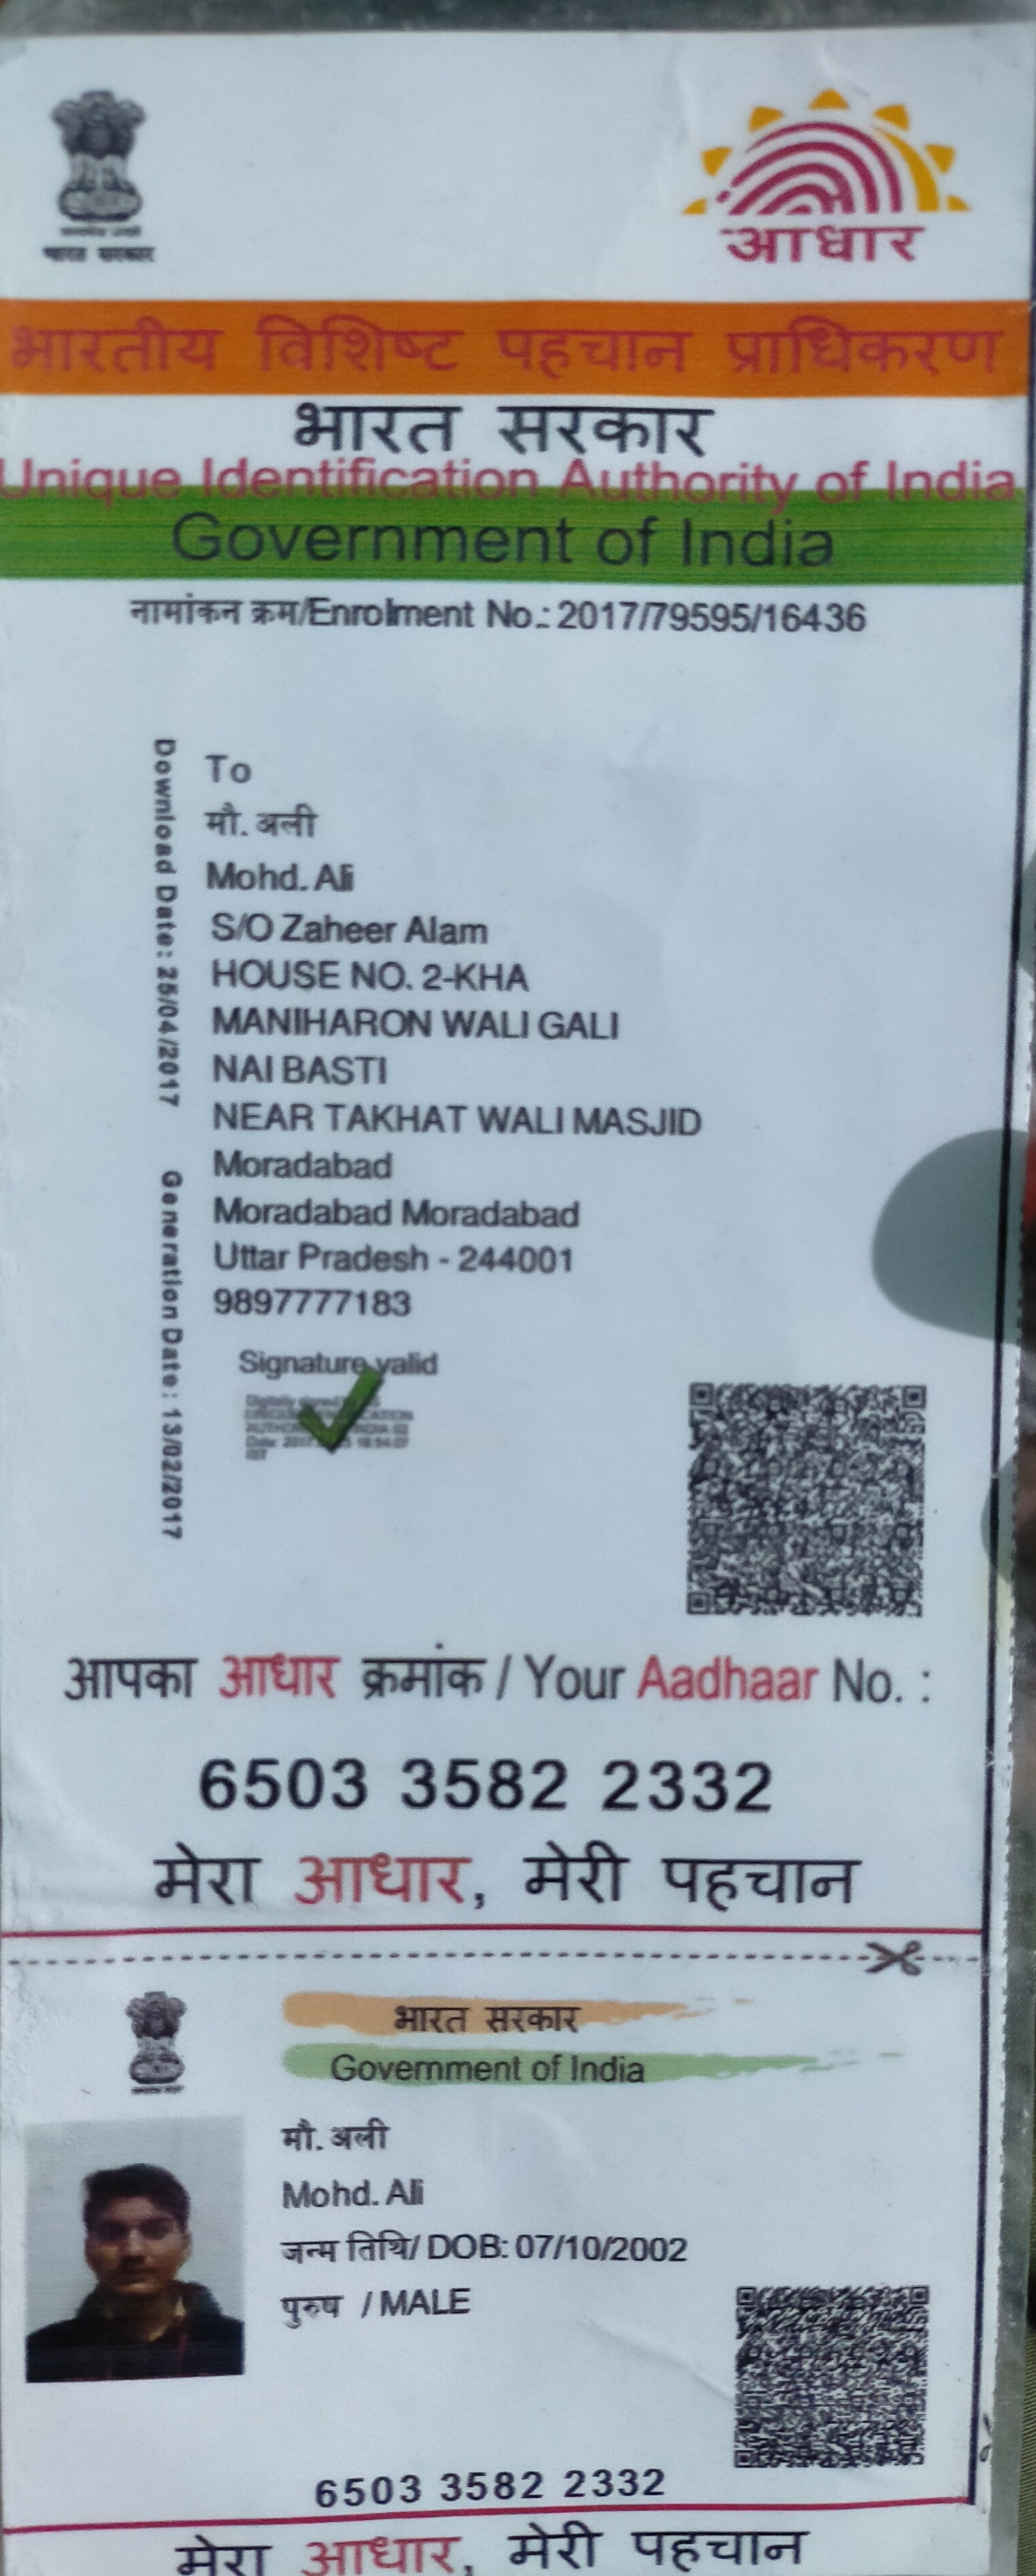 भारत सरकार
आधार
भारतीय विशिष्ट पहचान प्राधिकरण
भारत सरकार
Unique Identification Authority of India
Government of India
नामांकन क्रम/Enrolment No.: 2017/79595/16436
Download Date: 25/04/2017 Generation Date: 13/02/2017
To
मौ. अली
Mohd. Ali
S/O Zaheer Alam
HOUSE NO. 2-KHA
MANIHARON WALI GALI
NAI BASTI
NEAR TAKHAT WALI MASJID
Moradabad
Moradabad Moradabad
Uttar Pradesh - 244001
9897777183
Signature valid
आपका आधार क्रमांक / Your Aadhaar No. :
6503 3582 2332
मेरा आधार, मेरी पहचान
भारत सरकार
Government of India
मौ. अली
Mohd. Ali
जन्म तिथि/ DOB: 07/10/2002
पुरुष / MALE
6503 3582 2332
मेरा आधार, मेरी पहचान